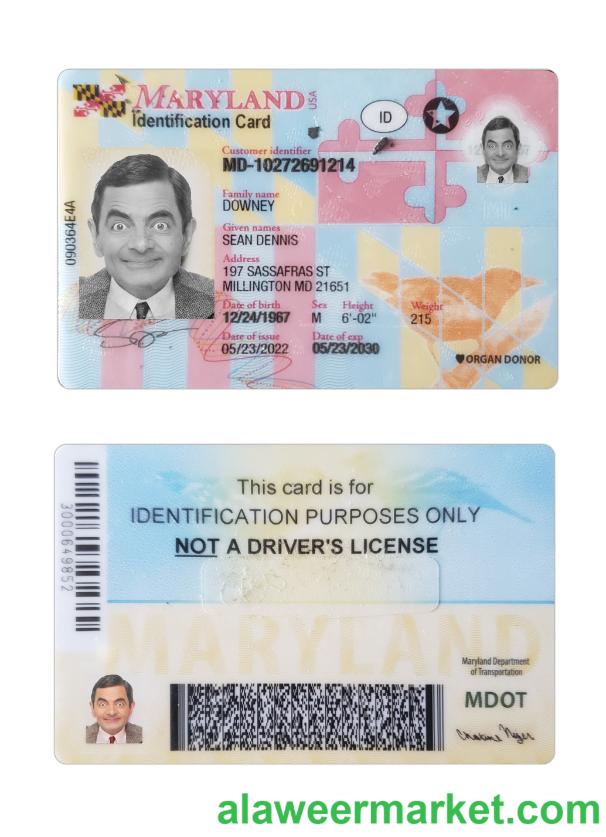 MARYLAND USA
Identification Card
ID
Customer identifier
MD-10272691214
Family name
DOWNEY
Given names
SEAN DENNIS
Address
197 SASSAFRAS ST
MILLINGTON MD 21651
Date of birth Sex Height Weight
12/24/1967 M 6'-02" 215
Date of issue Date of exp
05/23/2022 05/23/2030
ORGAN DONOR
090364E4A
This card is for
IDENTIFICATION PURPOSES ONLY
NOT A DRIVER'S LICENSE
3000649852
MARYLAND
Maryland Department
of Transportation
MDOT
alaweermarket.com